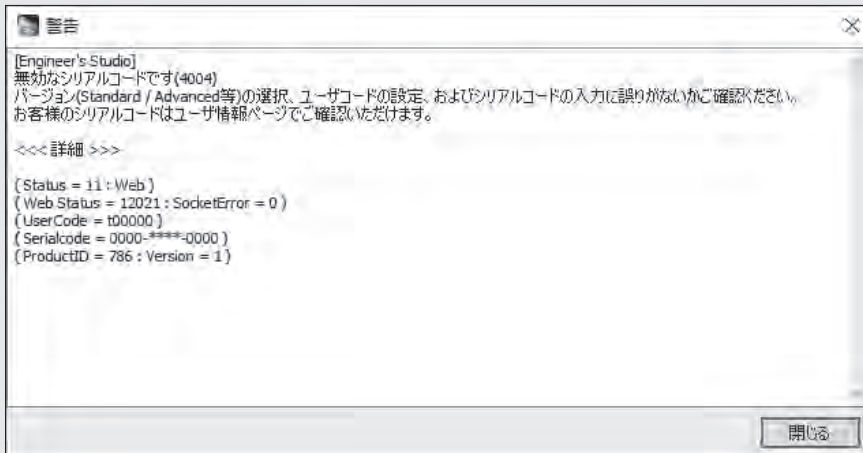 警告
[Engineer's Studio]
無効なシリアルコードです(4004)
バージョン(Standard / Advanced等)の選択、ユーザコードの設定、およびシリアルコードの入力に誤りがないかご確認ください。
お客様のシリアルコードはユーザ情報ページでご確認いただけます。
<<< 詳細 >>>
( Status = 11 : Web )
( Web Status = 12021 : SocketError = 0 )
( UserCode = t00000 )
( Serialcode = 0000-****-0000 )
( ProductID = 786 : Version = 1 )
閉じる